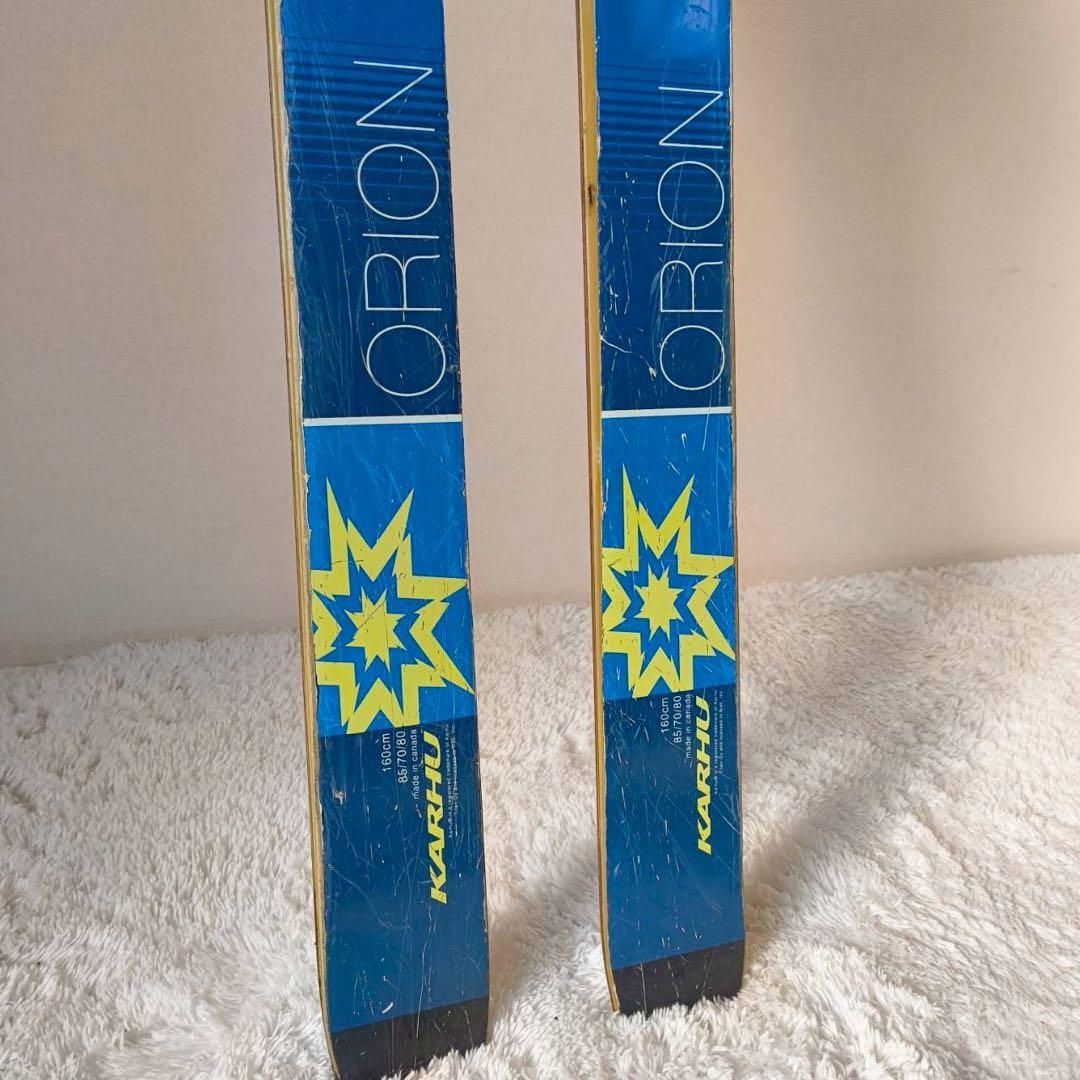 ORION
160cm
85/70/80
made in canada
KARHU
ORION
160cm
85/70/80
made in canada
KARHU